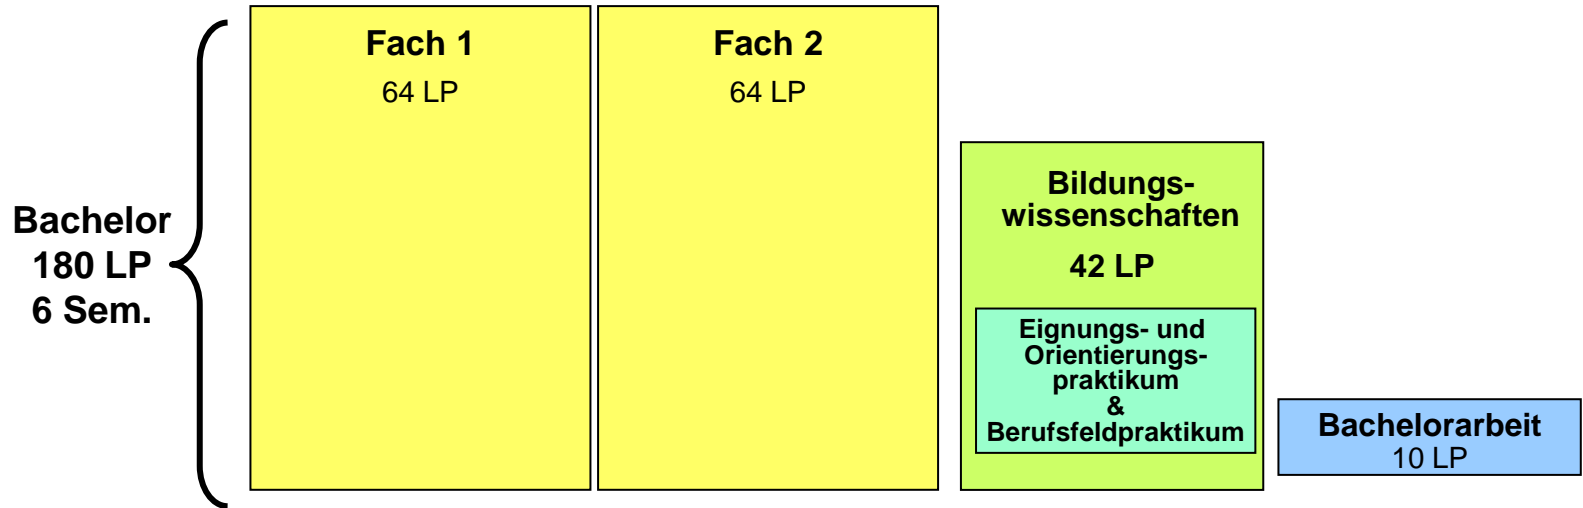 Bachelor
180 LP
6 Sem.
Fach 1
64 LP
Fach 2
64 LP
Bildungs-
wissenschaften
42 LP
Eignungs- und
Orientierungs-
praktikum
&
Berufsfeldpraktikum
Bachelorarbeit
10 LP